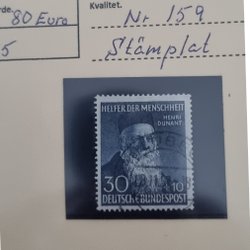 rde. Kvalitet.
80 Euro Nr 159
5 Stämplat
HELFER DER MENSCHHEIT
HENRI
DUNANT
30 +10
DEUTSCHE BUNDESPOST